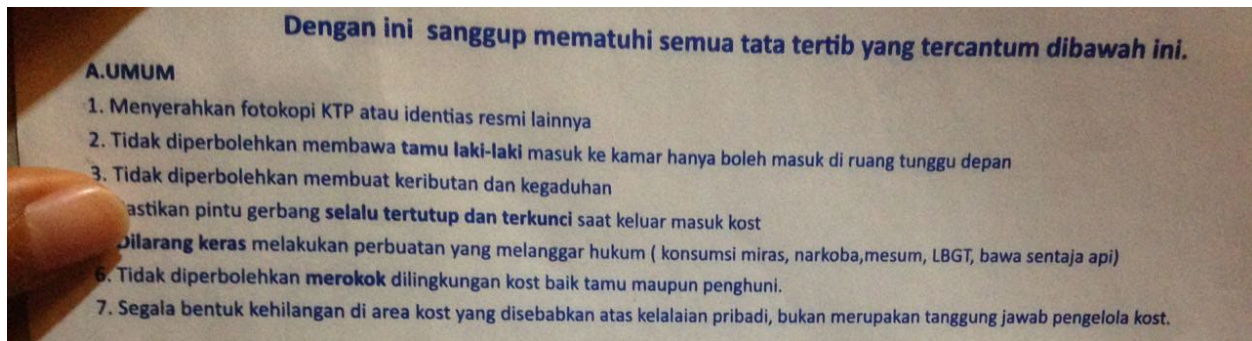 Dengan ini sanggup mematuhi semua tata tertib yang tercantum dibawah ini.
A.UMUM
1. Menyerahkan fotokopi KTP atau identias resmi lainnya
2. Tidak diperbolehkan membawa tamu laki-laki masuk ke kamar hanya boleh masuk di ruang tunggu depan
3. Tidak diperbolehkan membuat keributan dan kegaduhan
astikan pintu gerbang selalu tertutup dan terkunci saat keluar masuk kost
Dilarang keras melakukan perbuatan yang melanggar hukum ( konsumsi miras, narkoba,mesum, LBGT, bawa sentaja api)
6. Tidak diperbolehkan merokok dilingkungan kost baik tamu maupun penghuni.
7. Segala bentuk kehilangan di area kost yang disebabkan atas kelalaian pribadi, bukan merupakan tanggung jawab pengelola kost.